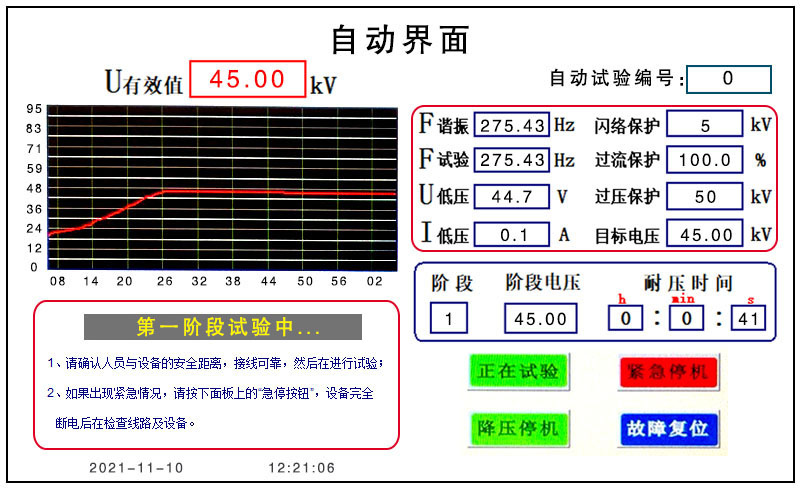 自动界面
U有效值 45.00 kV
自动试验编号: 0
95
83
71
59
48
36
24
12
0
08 14 20 26 32 38 44 50 56 02
F谐振 275.43 Hz 闪络保护 5 kV
F试验 275.43 Hz 过流保护 100.0 %
U低压 44.7 V 过压保护 50 kV
I低压 0.1 A 目标电压 45.00 kV
阶段 阶段电压 耐压时间
h min s
1 45.00 0 : 0 : 41
第一阶段试验中...
1、请确认人员与设备的安全距离，接线可靠，然后在进行试验；
2、如果出现紧急情况，请按下面板上的“急停按钮”，设备完全
断电后在检查线路及设备。
正在试验 紧急停机
降压停机 故障复位
2021-11-10 12:21:06